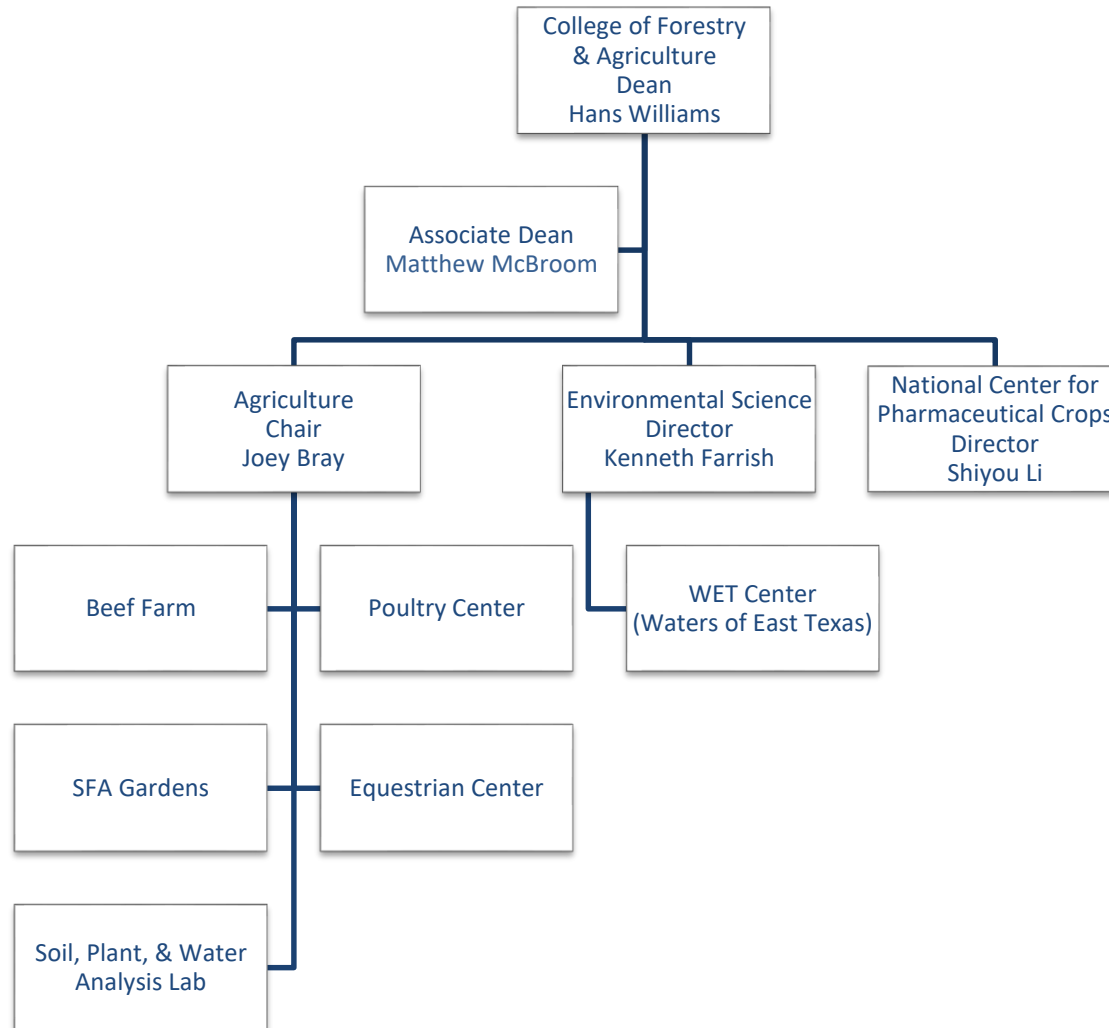 College of Forestry
& Agriculture
Dean
Hans Williams
Associate Dean
Matthew McBroom
Agriculture
Chair
Joey Bray
Environmental Science
Director
Kenneth Farrish
National Center for
Pharmaceutical Crops
Director
Shiyou Li
Beef Farm
Poultry Center
WET Center
(Waters of East Texas)
SFA Gardens
Equestrian Center
Soil, Plant, & Water
Analysis Lab